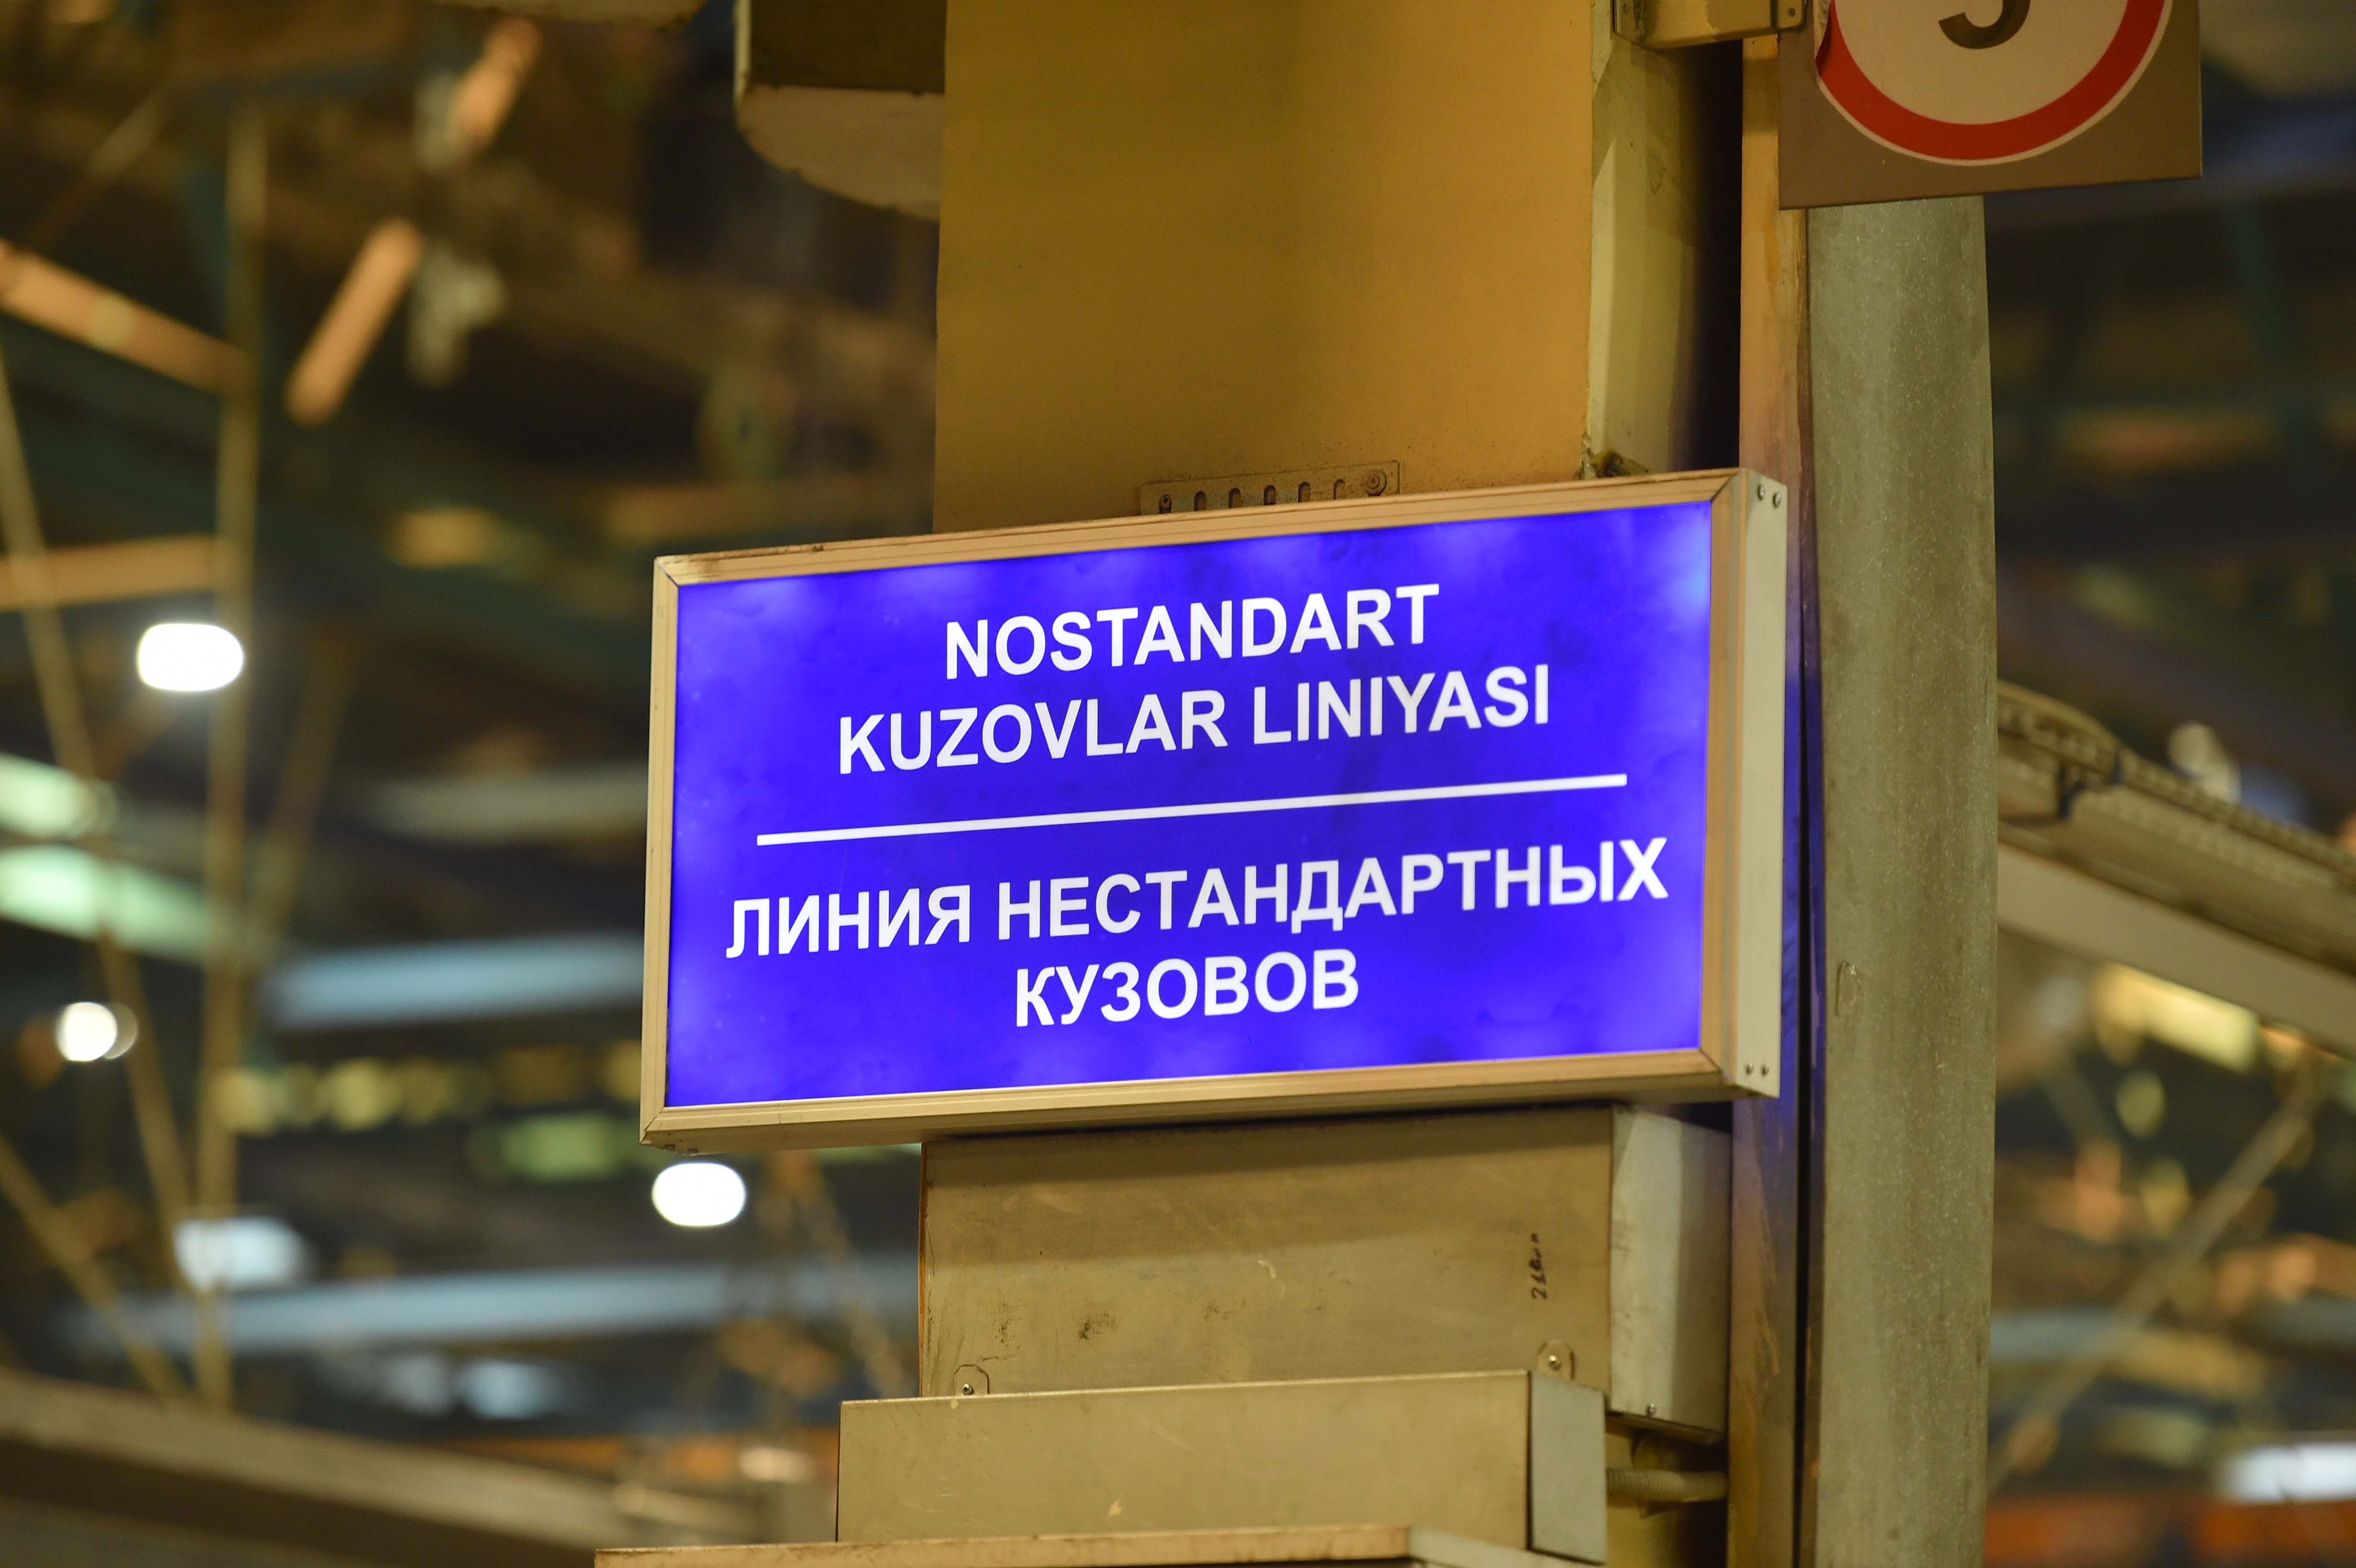 NOSTANDART
KUZOVLAR LINIYASI
ЛИНИЯ НЕСТАНДАРТНЫХ
КУЗОВОВ